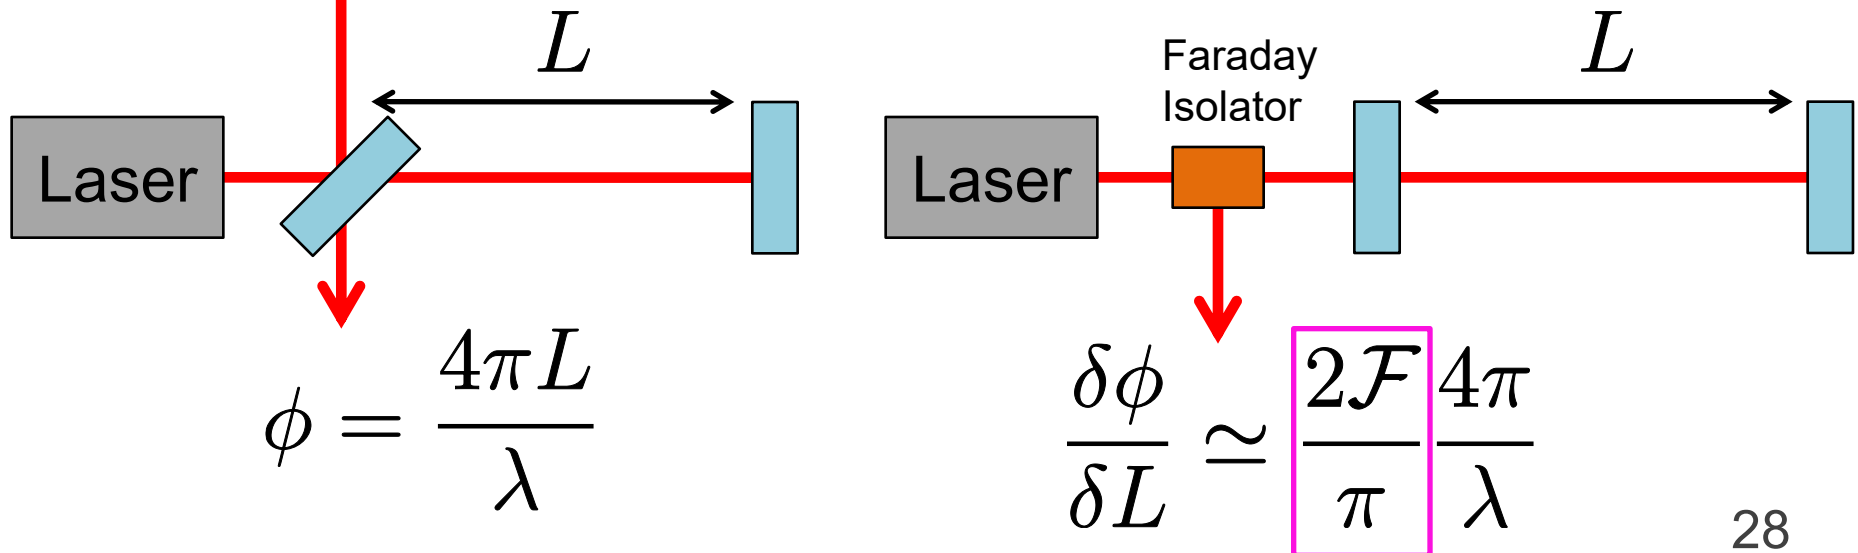 L
Laser
ϕ = 4πL/λ
Faraday
Isolator
L
Laser
δϕ/δL ≃ 2ℱ/π 4π/λ
28